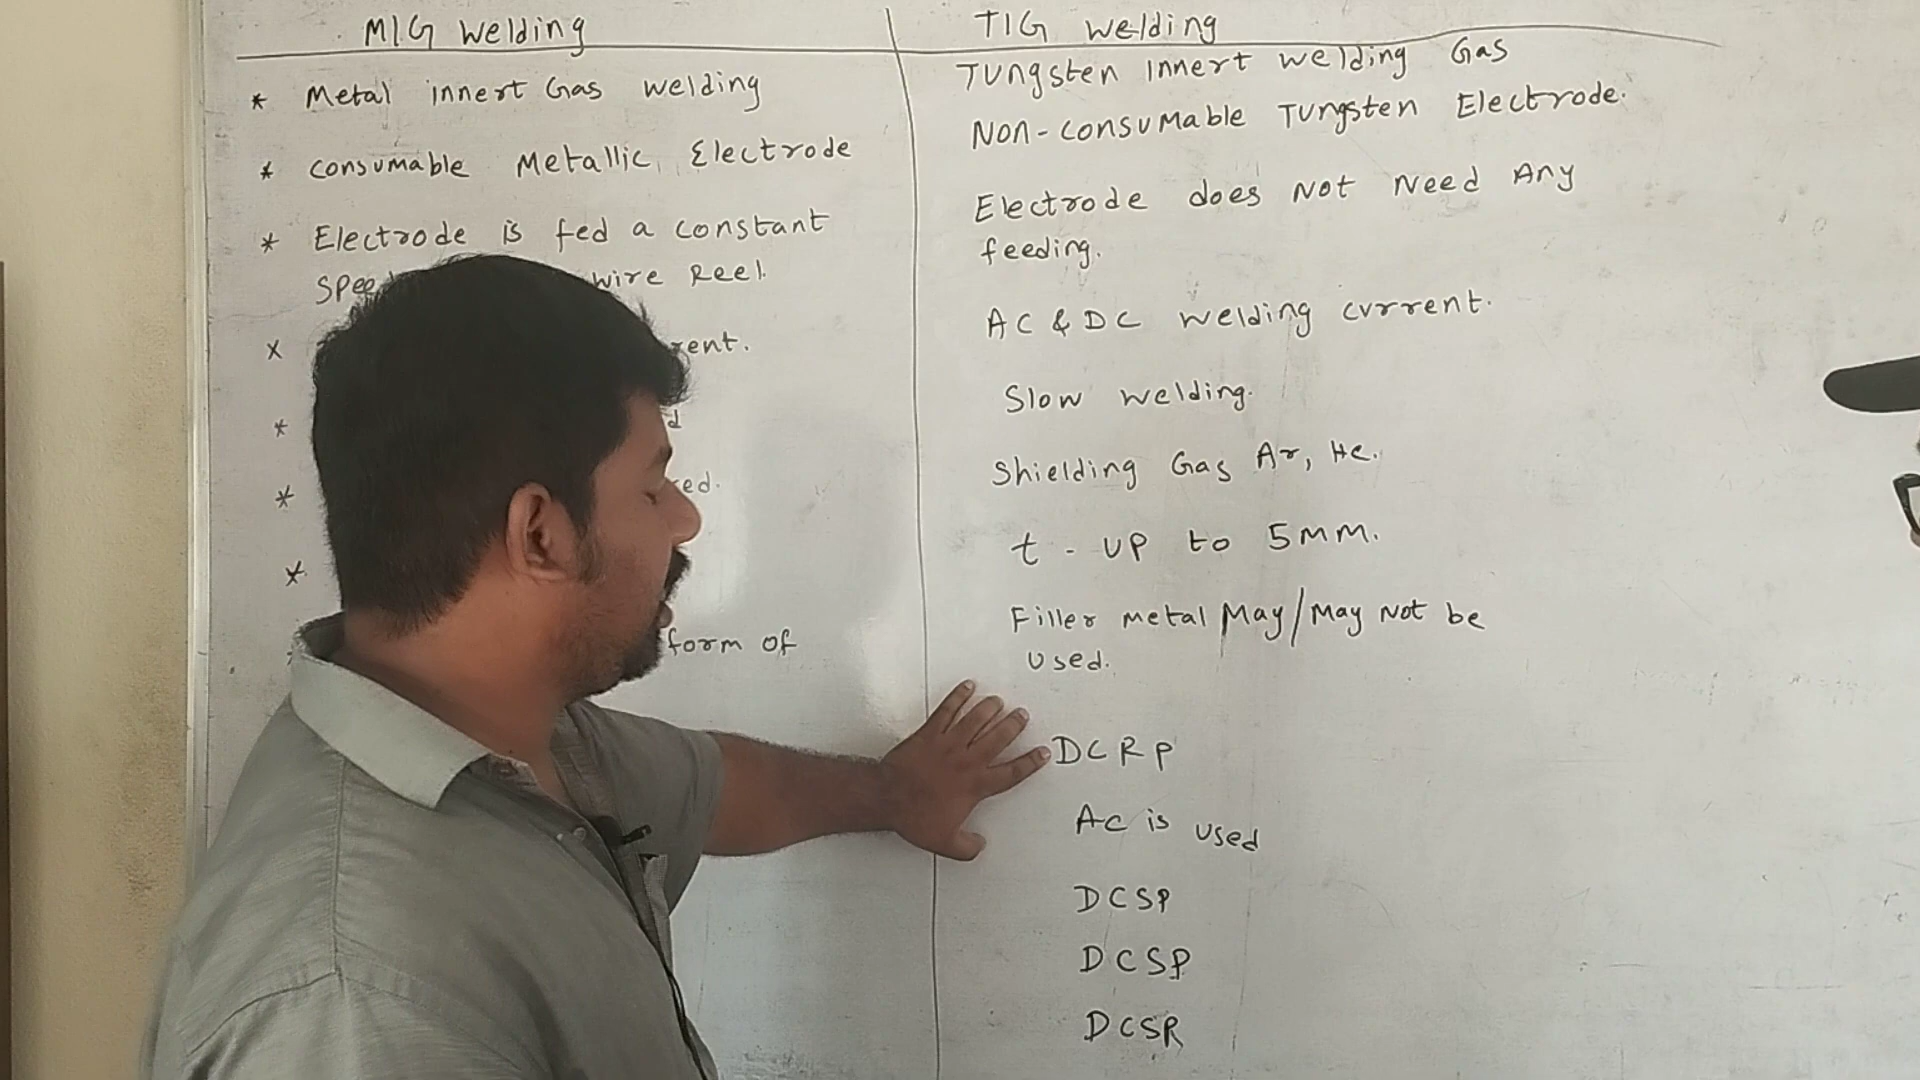 MIG welding
* Metal innert Gas welding
* consumable Metallic Electrode
* Electrode is fed a constant
wire Reel.
*
*
*
*
form of
TIG welding
Tungsten Innert welding Gas
Non-consumable Tungsten Electrode.
Electrode does Not Need Any
feeding.
AC & DC welding current.
Slow welding.
Shielding Gas Ar, He.
t - UP to 5MM.
Filler metal May/May Not be
used.
DCRP
Ac is used
DCSP
DCSP
DCSR